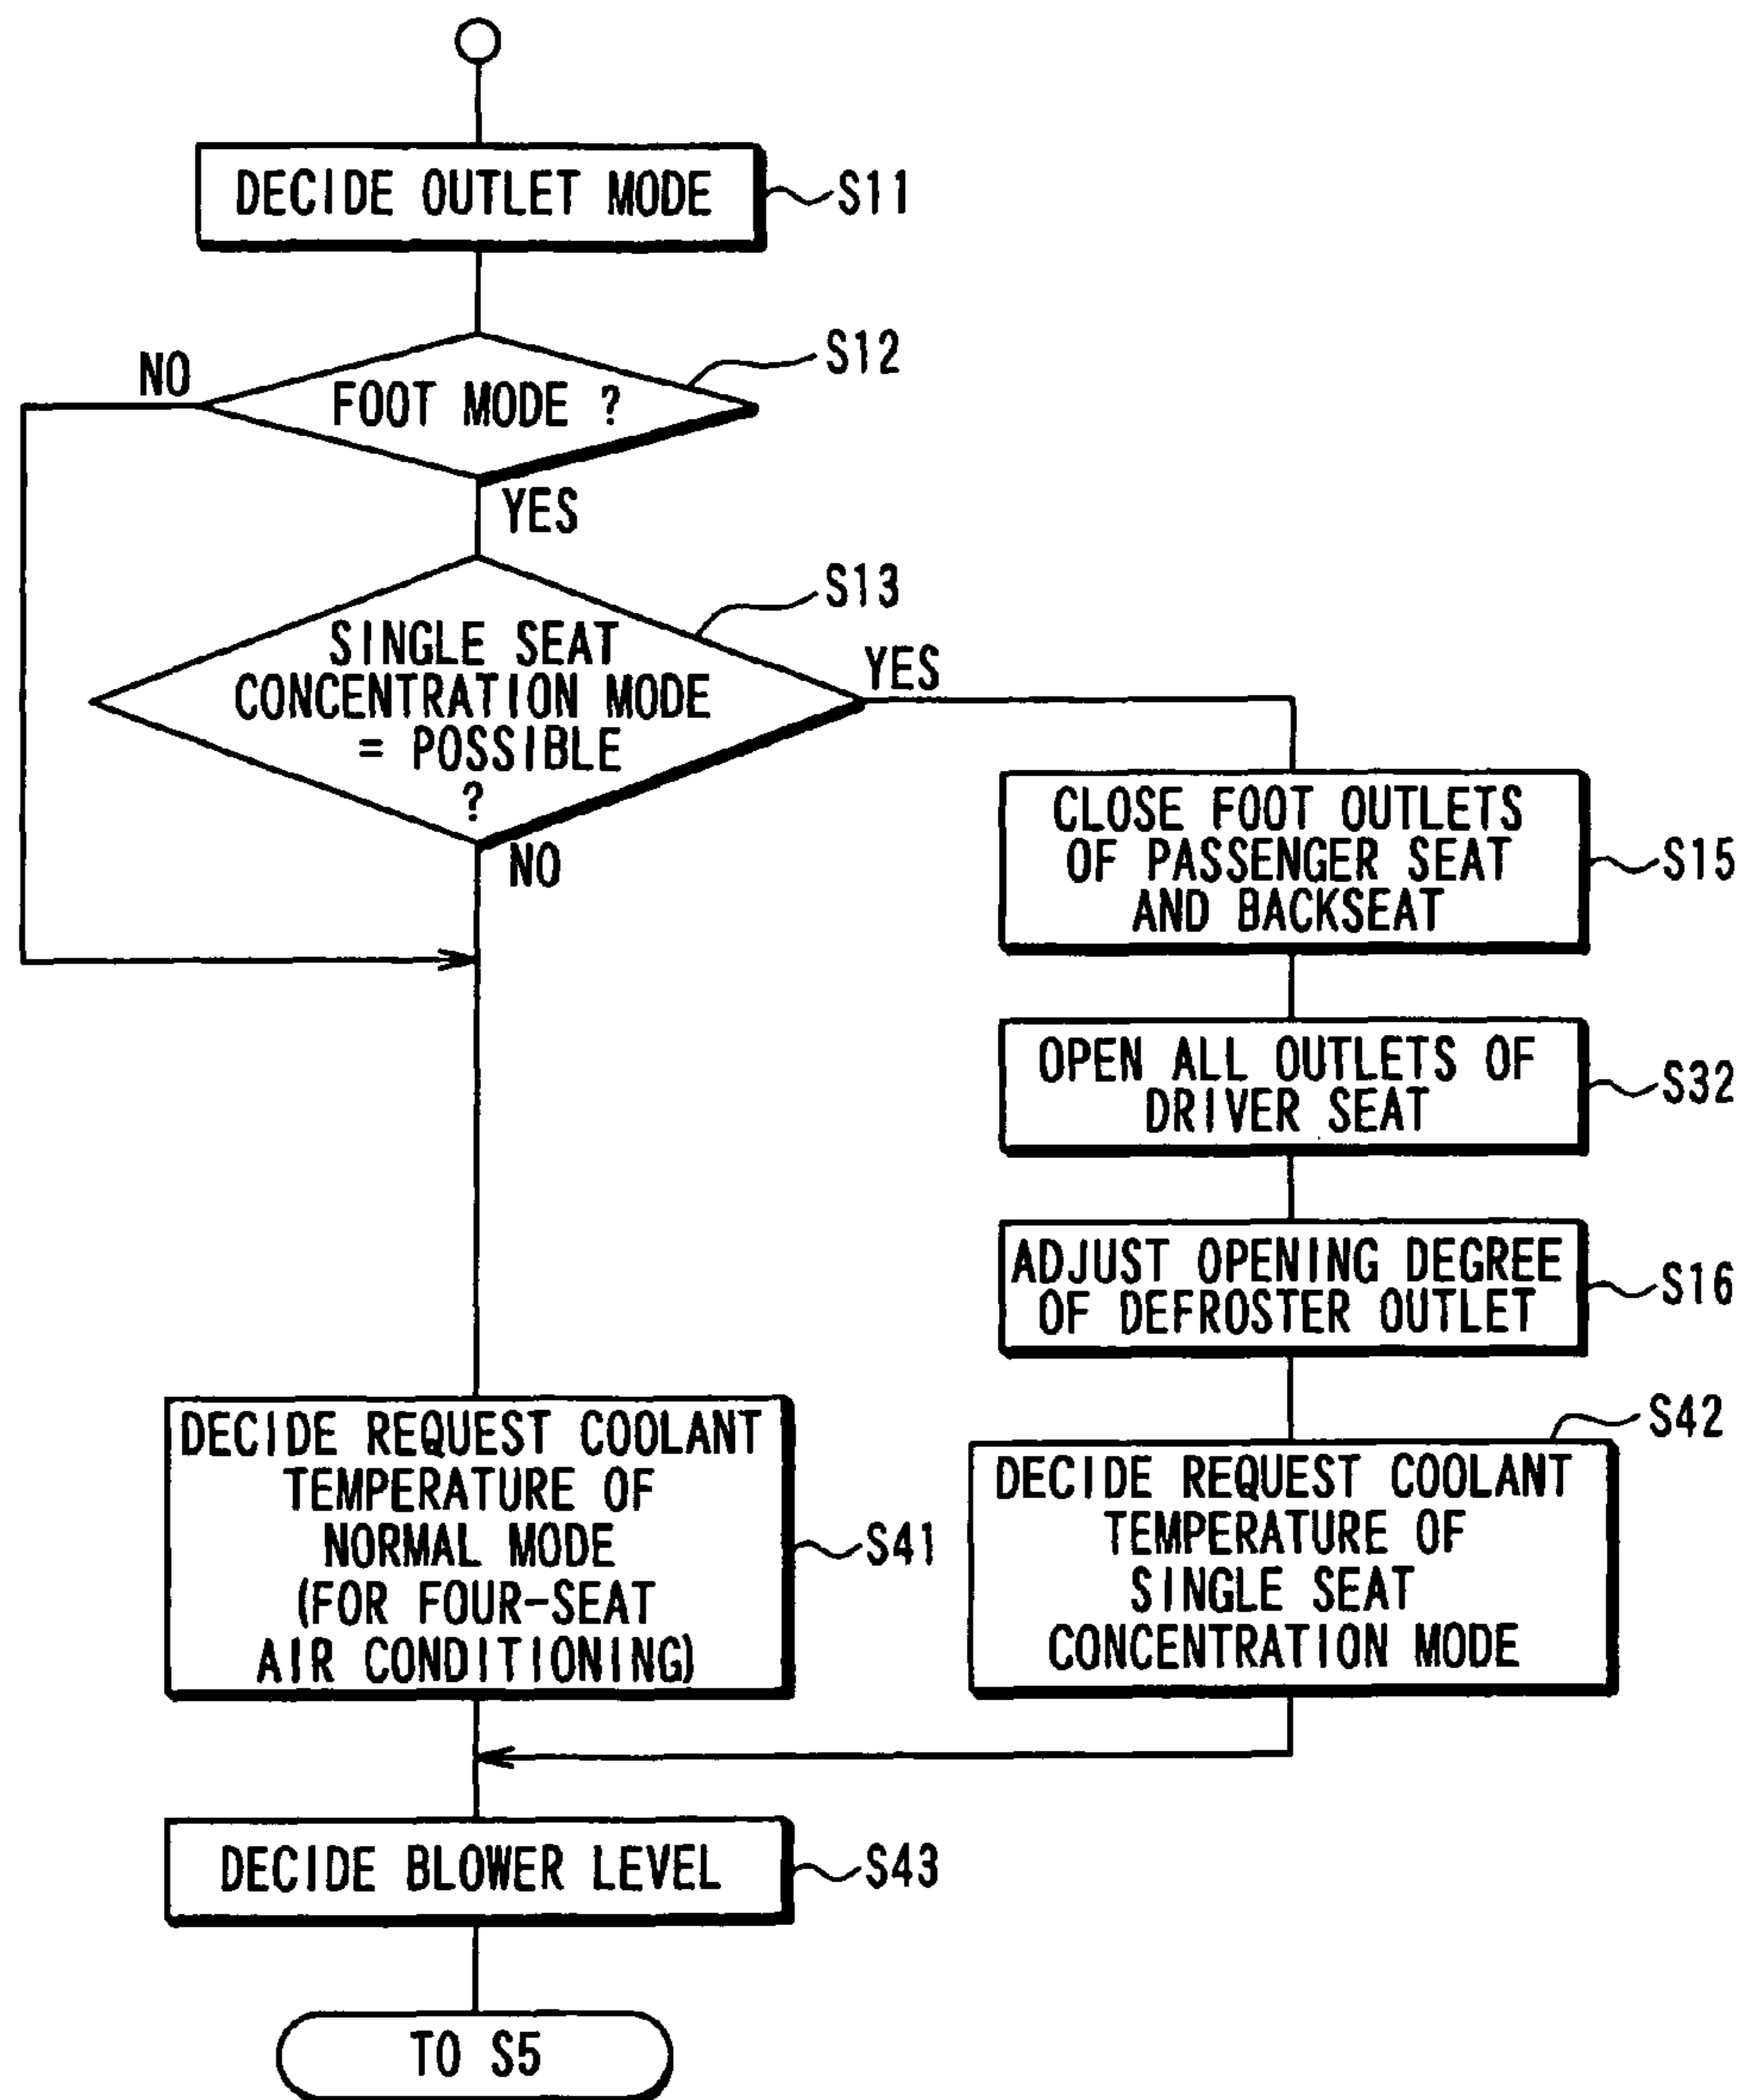 DECIDE OUTLET MODE
S11
NO
FOOT MODE ?
S12
YES
SINGLE SEAT
CONCENTRATION MODE
= POSSIBLE
?
S13
YES
NO
CLOSE FOOT OUTLETS
OF PASSENGER SEAT
AND BACKSEAT
S15
OPEN ALL OUTLETS OF
DRIVER SEAT
S32
ADJUST OPENING DEGREE
OF DEFROSTER OUTLET
S16
DECIDE REQUEST COOLANT
TEMPERATURE OF
NORMAL MODE
(FOR FOUR-SEAT
AIR CONDITIONING)
S41
DECIDE REQUEST COOLANT
TEMPERATURE OF
SINGLE SEAT
CONCENTRATION MODE
S42
DECIDE BLOWER LEVEL
S43
TO S5